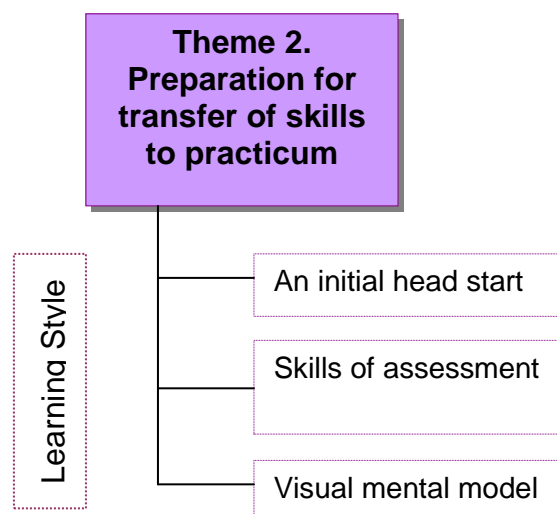 Theme 2.
Preparation for
transfer of skills
to practicum
Learning Style
An initial head start
Skills of assessment
Visual mental model